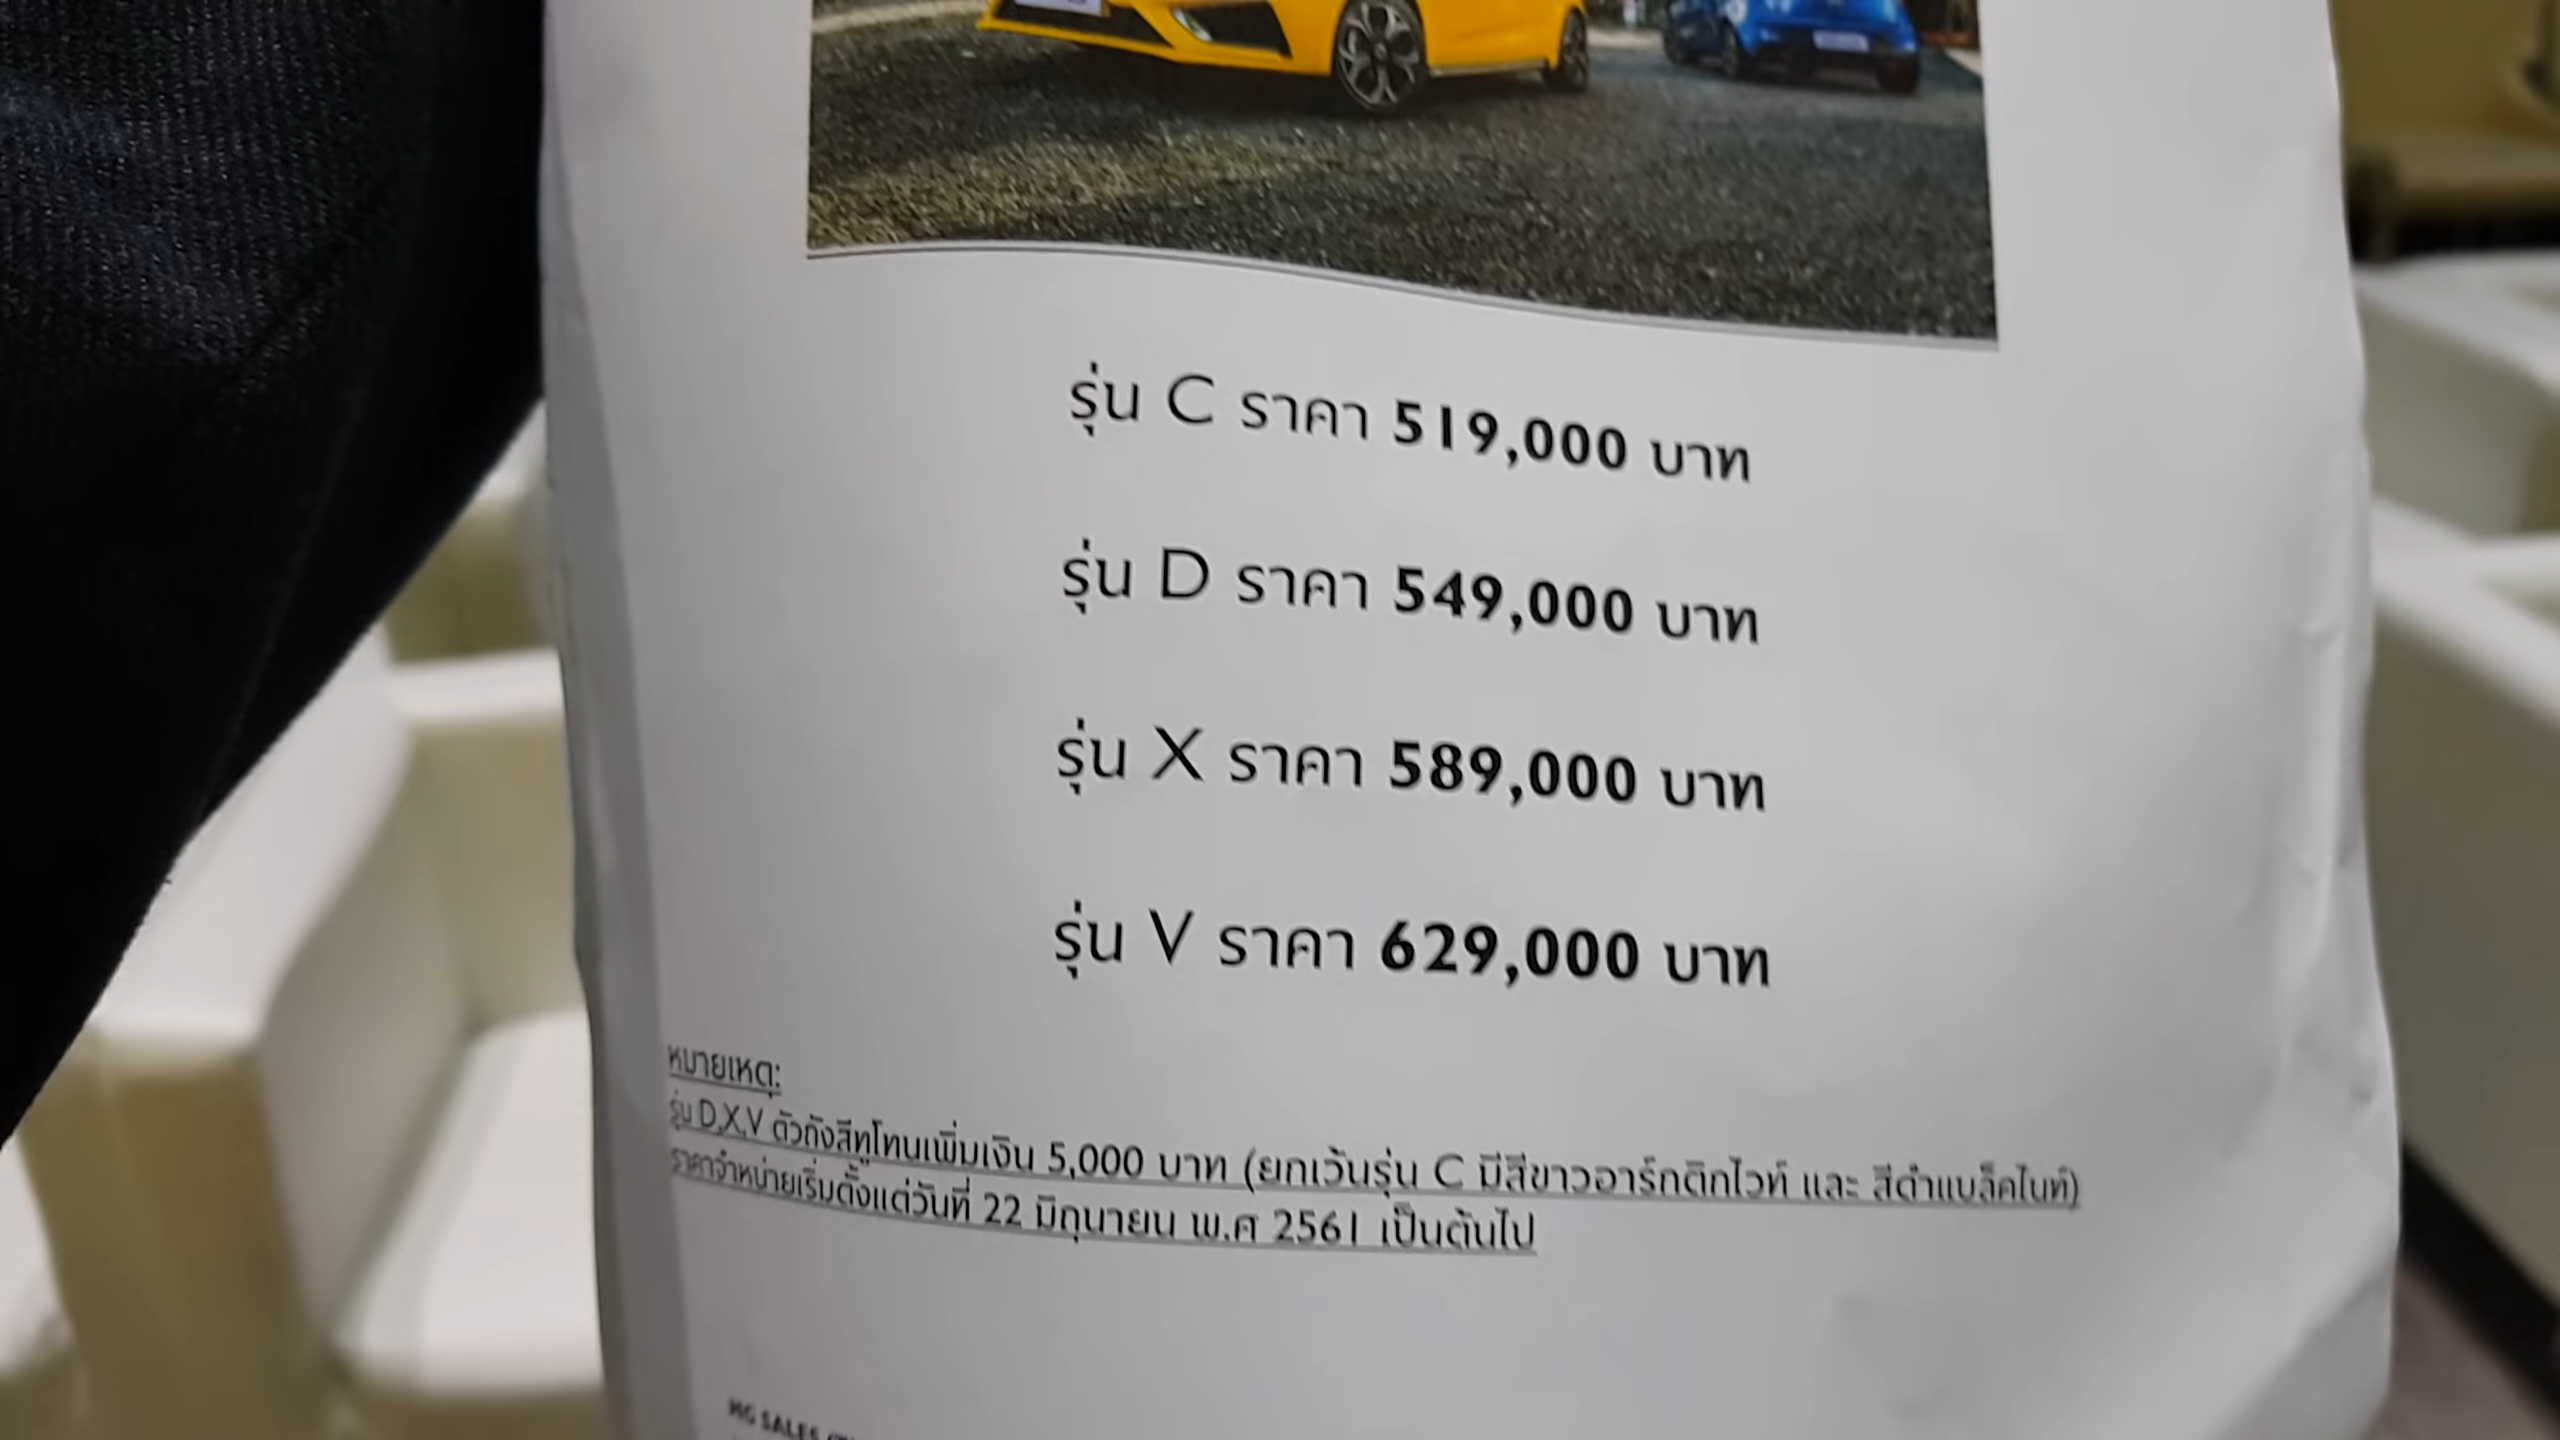 รุ่น C ราคา 519,000 บาท
รุ่น D ราคา 549,000 บาท
รุ่น X ราคา 589,000 บาท
รุ่น V ราคา 629,000 บาท
หมายเหตุ:
รุ่น D,X,V ตัวถังสีทูโทนเพิ่มเงิน 5,000 บาท (ยกเว้นรุ่น C มีสีขาวอาร์กติกไวท์ และ สีดำแบล็คไนท์)
ราคาจำหน่ายเริ่มตั้งแต่วันที่ 22 มิถุนายน พ.ศ 2561 เป็นต้นไป
MG SALES